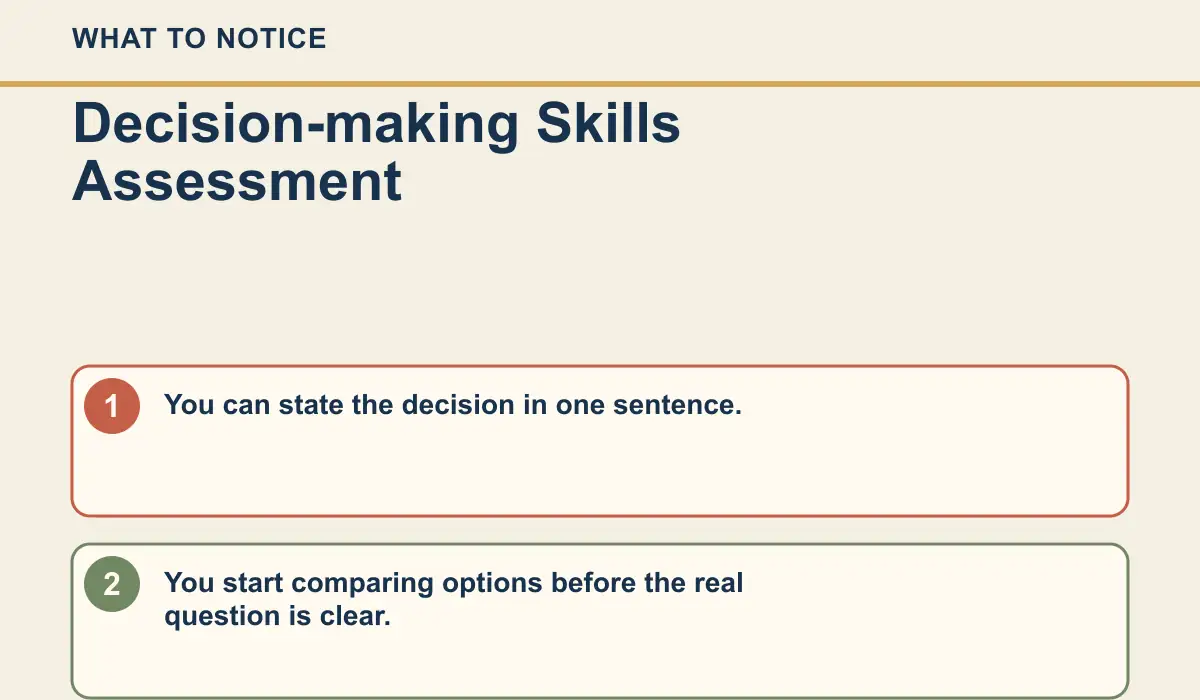 WHAT TO NOTICE
Decision-making Skills
Assessment
1
You can state the decision in one sentence.
2
You start comparing options before the real
question is clear.